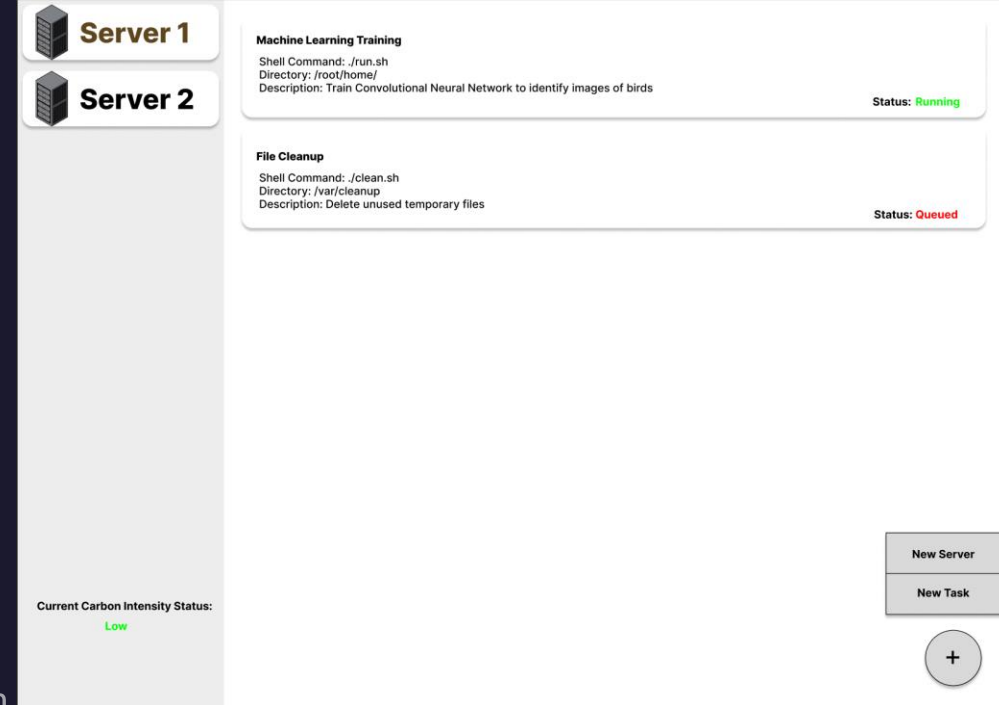 Server 1
Server 2
Machine Learning Training
Shell Command: ./run.sh
Directory: /root/home/
Description: Train Convolutional Neural Network to identify images of birds
Status: Running
File Cleanup
Shell Command: ./clean.sh
Directory: /var/cleanup
Description: Delete unused temporary files
Status: Queued
Current Carbon Intensity Status:
Low
New Server
New Task
+